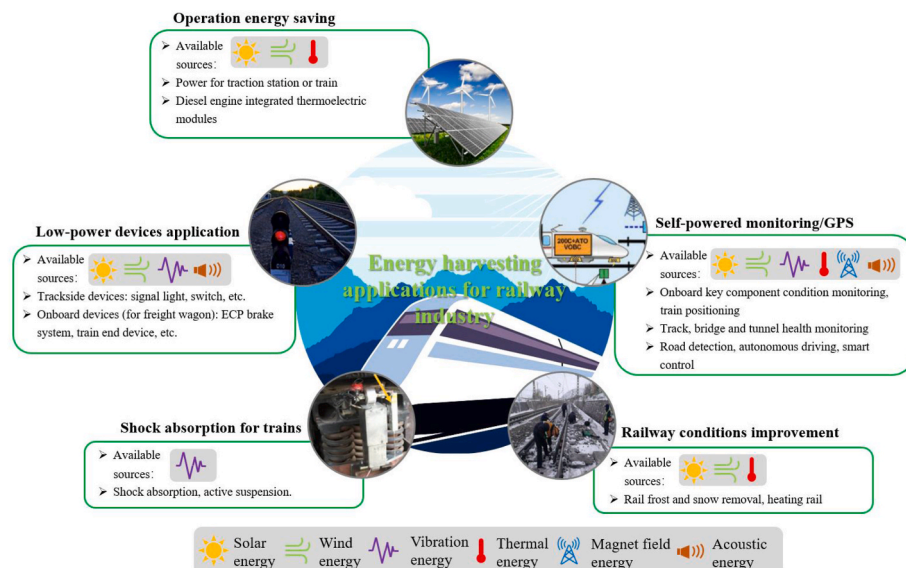 Operation energy saving
➢ Available
sources:
➢ Power for traction station or train
➢ Diesel engine integrated thermoelectric
modules
Low-power devices application
➢ Available
sources:
➢ Trackside devices: signal light, switch, etc.
➢ Onboard devices (for freight wagon): ECP brake
system, train end device, etc.
200C+ATO
VOBC
Self-powered monitoring/GPS
➢ Available
sources:
➢ Onboard key component condition monitoring,
train positioning
➢ Track, bridge and tunnel health monitoring
➢ Road detection, autonomous driving, smart
control
Energy harvesting
applications for railway
industry
Shock absorption for trains
➢ Available
sources:
➢ Shock absorption, active suspension.
Railway conditions improvement
➢ Available
sources:
➢ Rail frost and snow removal, heating rail
Solar
energy
Wind
energy
Vibration
energy
Thermal
energy
Magnet field
energy
Acoustic
energy